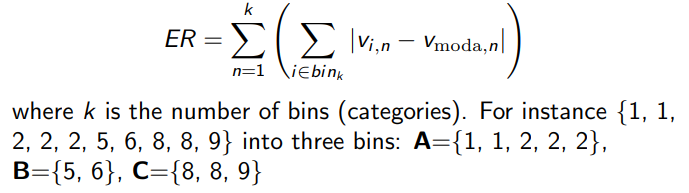 ER = \sum_{n=1}^{k} \left( \sum_{i \in bin_k} |v_{i,n} - v_{moda,n}| \right)
where k is the number of bins (categories). For instance {1, 1,
2, 2, 2, 5, 6, 8, 8, 9} into three bins: A={1, 1, 2, 2, 2},
B={5, 6}, C={8, 8, 9}